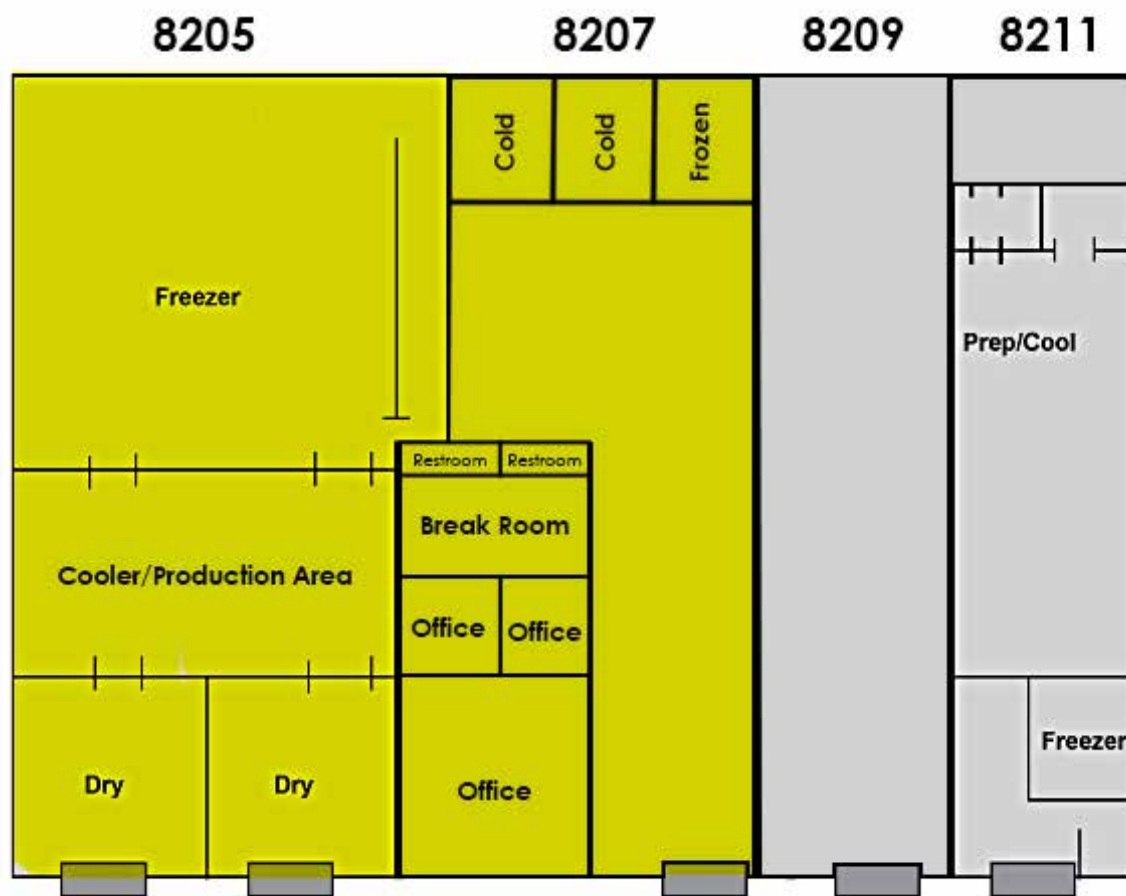 8205
8207
8209
8211
Cold
Cold
Frozen
Freezer
Prep/Cool
Restroom
Restroom
Break Room
Cooler/Production Area
Office
Office
Freezer
Dry
Dry
Office